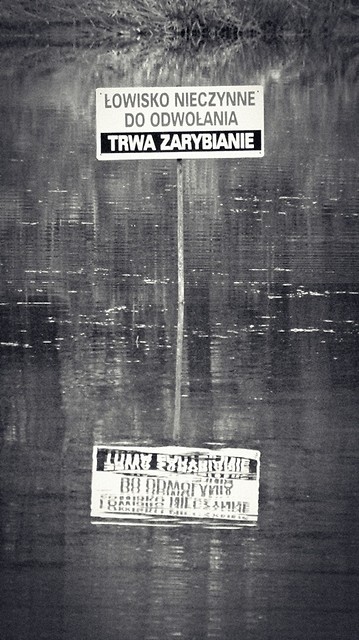 ŁOWISKO NIECZYNNE
DO ODWOŁANIA
TRWA ZARYBIANIE